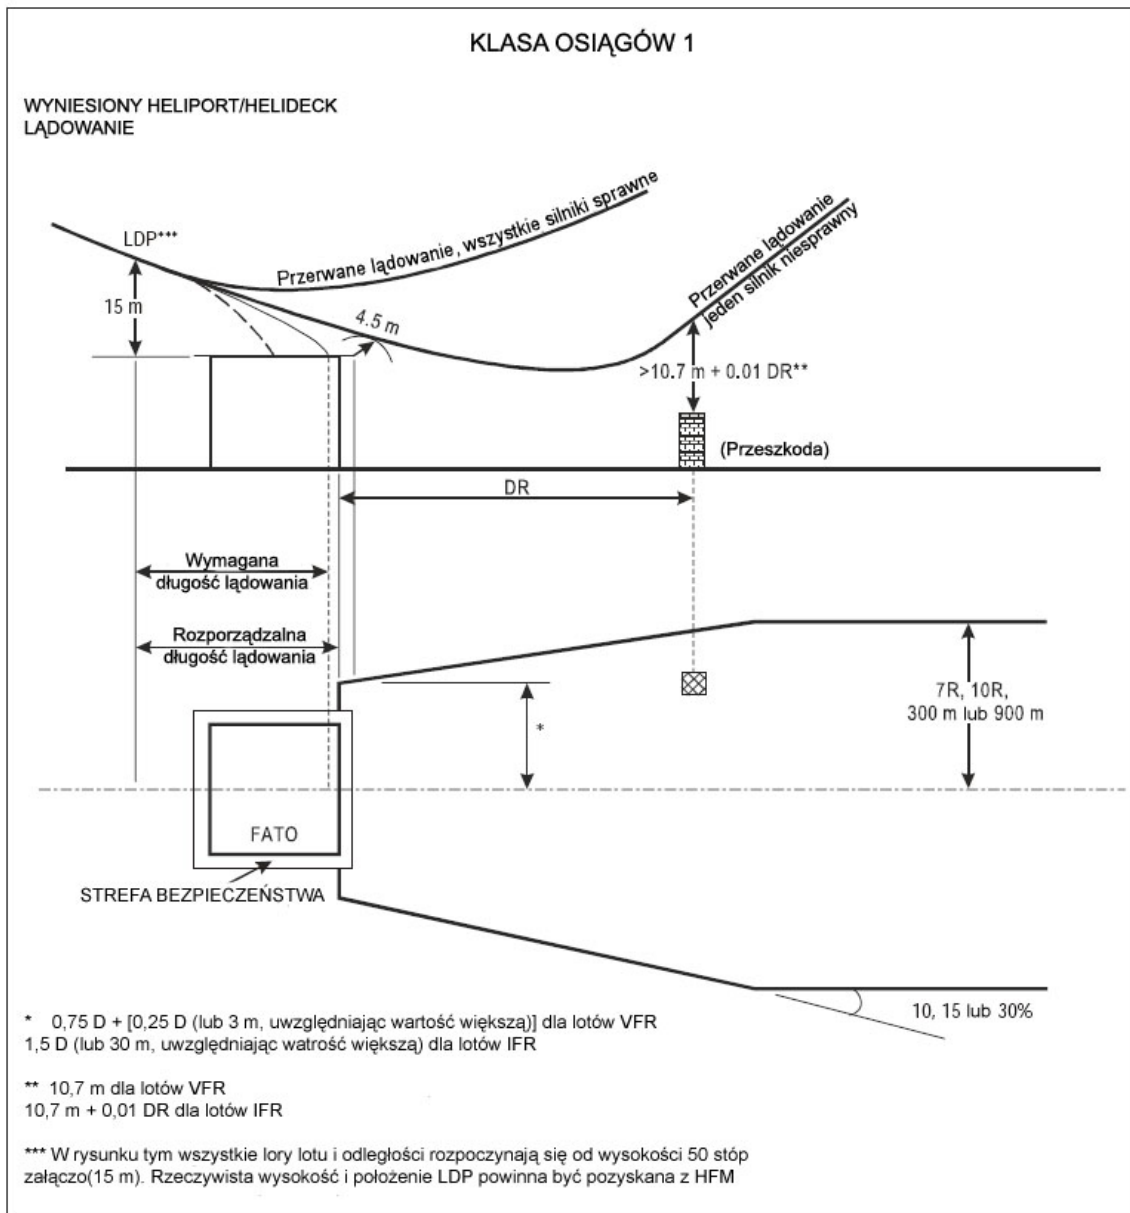 KLASA OSIĄGÓW 1
WYNIESIONY HELIPORT/HELIDECK
LĄDOWANIE
Przerwane lądowanie, wszystkie silniki sprawne
Przerwane lądowanie
jeden silnik niesprawny
LDP***
15 m
4.5 m
>10.7 m + 0.01 DR**
(Przeszkoda)
DR
Wymagana
długość lądowania
Rozporządzalna
długość lądowania
7R, 10R,
300 m lub 900 m
*
FATO
STREFA BEZPIECZEŃSTWA
10, 15 lub 30%
* 0,75 D + [0,25 D (lub 3 m, uwzględniając wartość większą)] dla lotów VFR
1,5 D (lub 30 m, uwzględniając watrość większą) dla lotów IFR
** 10,7 m dla lotów VFR
10,7 m + 0,01 DR dla lotów IFR
*** W rysunku tym wszystkie lory lotu i odległości rozpoczynają się od wysokości 50 stóp
załączo(15 m). Rzeczywista wysokość i położenie LDP powinna być pozyskana z HFM